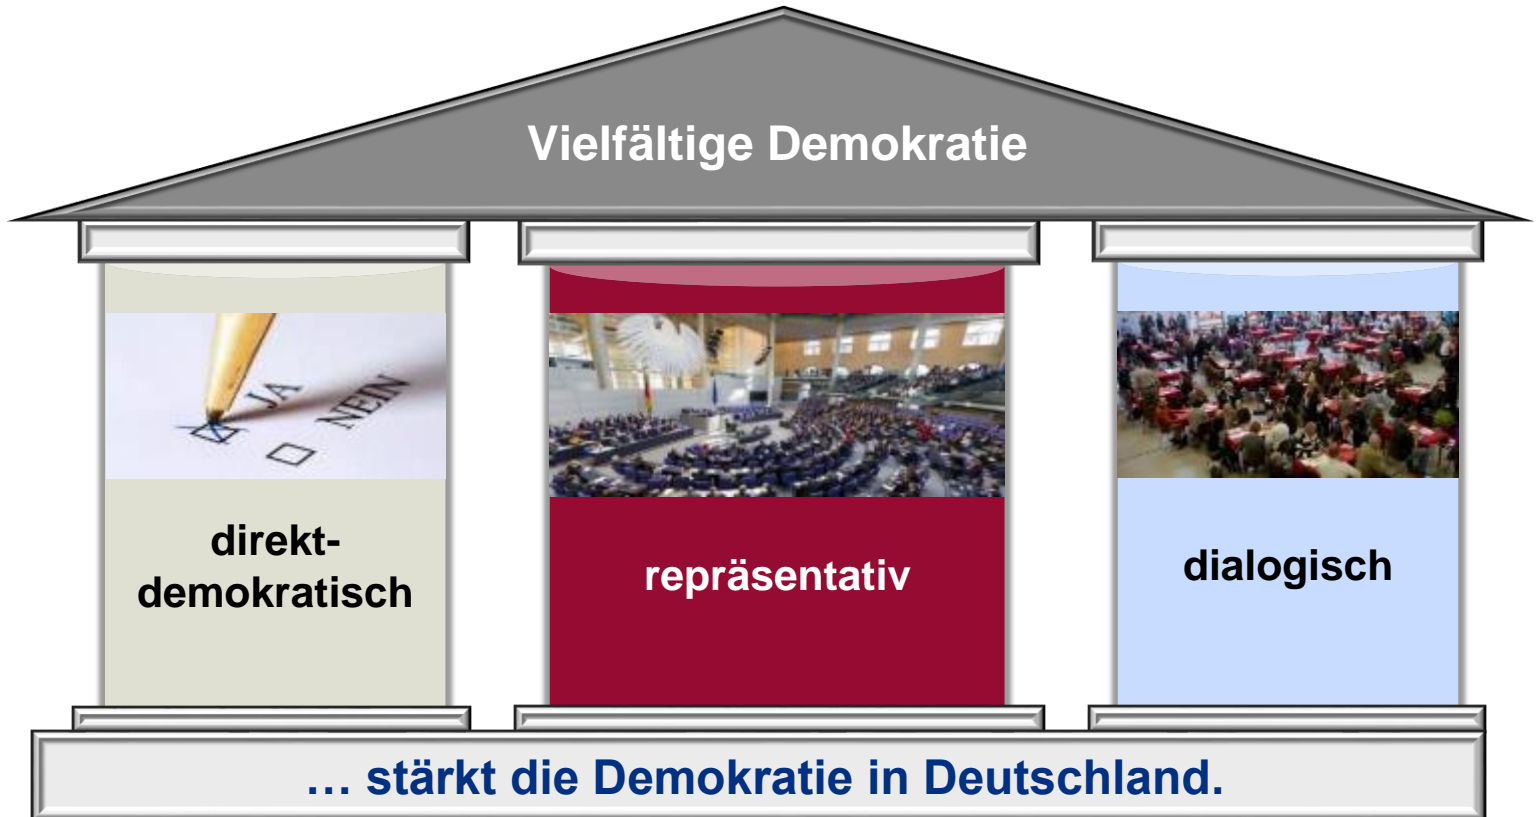 Vielfältige Demokratie
JA
NEIN
direkt-
demokratisch
repräsentativ
dialogisch
… stärkt die Demokratie in Deutschland.